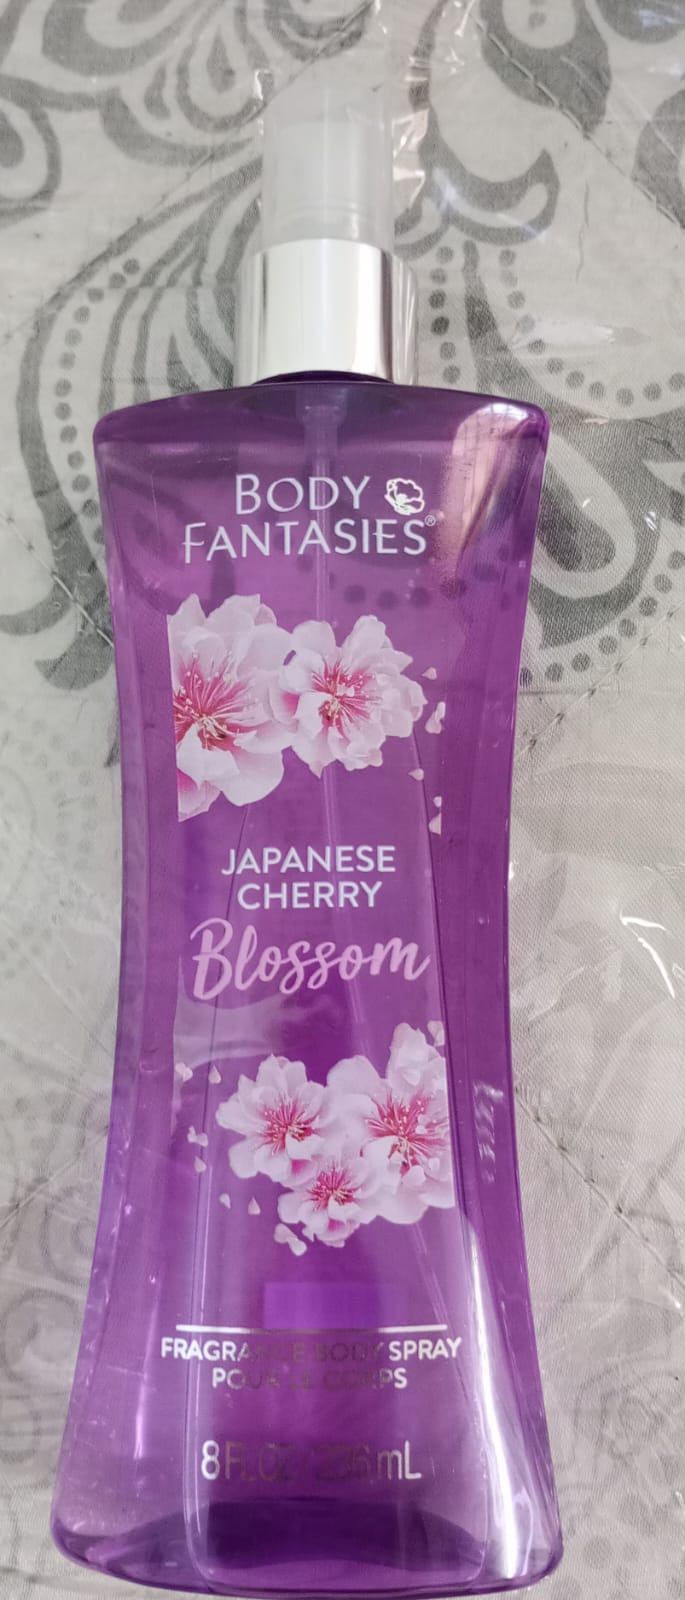 BODY
FANTASIES®
JAPANESE
CHERRY
Blossom
FRAGRANCE BODY SPRAY
POUR LE CORPS
8 FL OZ / 236 mL